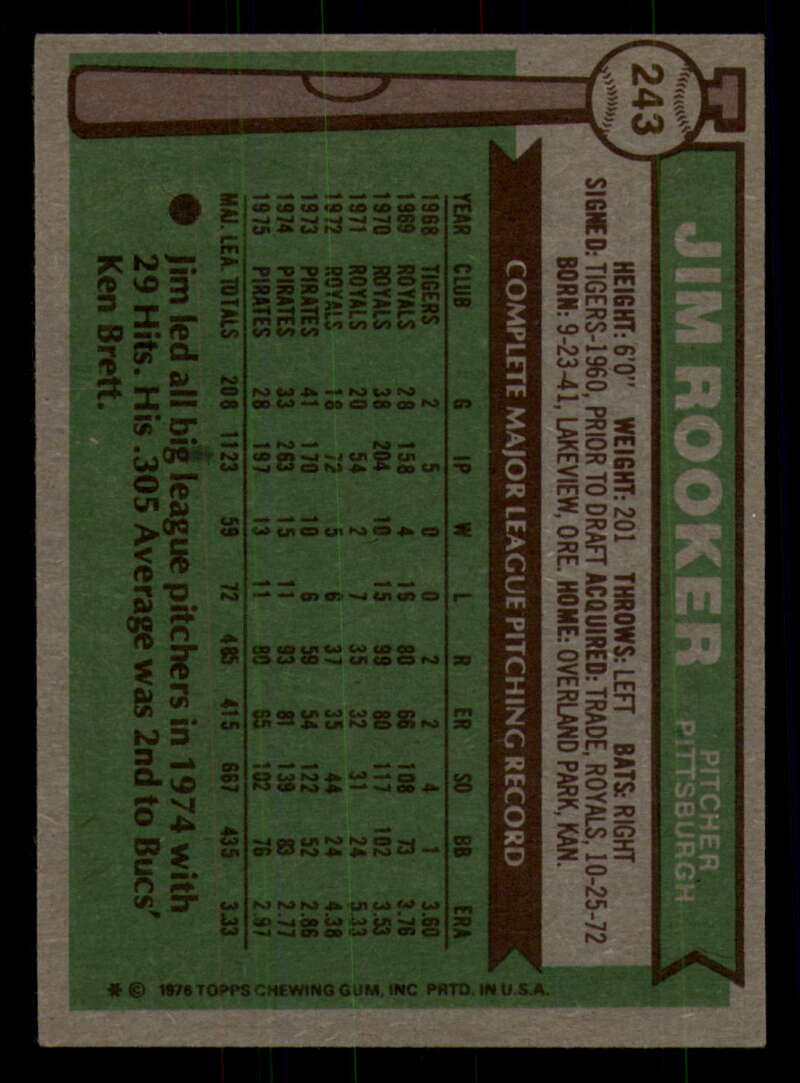 243
JIM ROOKER
PITCHER
PITTSBURGH
HEIGHT: 6'0" WEIGHT: 201 THROWS: LEFT BATS: RIGHT
SIGNED: TIGERS-1960, PRIOR TO DRAFT ACQUIRED: TRADE, ROYALS, 10-25-72
BORN: 9-23-41, LAKEVIEW, ORE. HOME: OVERLAND PARK, KAN.
COMPLETE MAJOR LEAGUE PITCHING RECORD
YEAR CLUB G IP W L R ER SO BB ERA
1968 TIGERS 2 5 0 0 2 2 4 1 3.60
1969 ROYALS 28 158 4 16 80 66 108 73 3.76
1970 ROYALS 38 204 10 15 99 80 117 102 3.53
1971 ROYALS 20 54 2 7 35 32 31 24 5.33
1972 ROYALS 18 72 5 6 37 35 44 24 4.38
1973 PIRATES 41 170 10 6 59 54 122 52 2.86
1974 PIRATES 33 263 15 11 93 81 139 83 2.77
1975 PIRATES 28 197 13 11 80 65 102 76 2.97
MAJ. LEA. TOTALS 208 1123 59 72 485 415 667 435 3.33
Jim led all big league pitchers in 1974 with
29 Hits. His .305 Average was 2nd to Bucs'
Ken Brett.
* © 1976 TOPPS CHEWING GUM, INC PRTD. IN U.S.A.